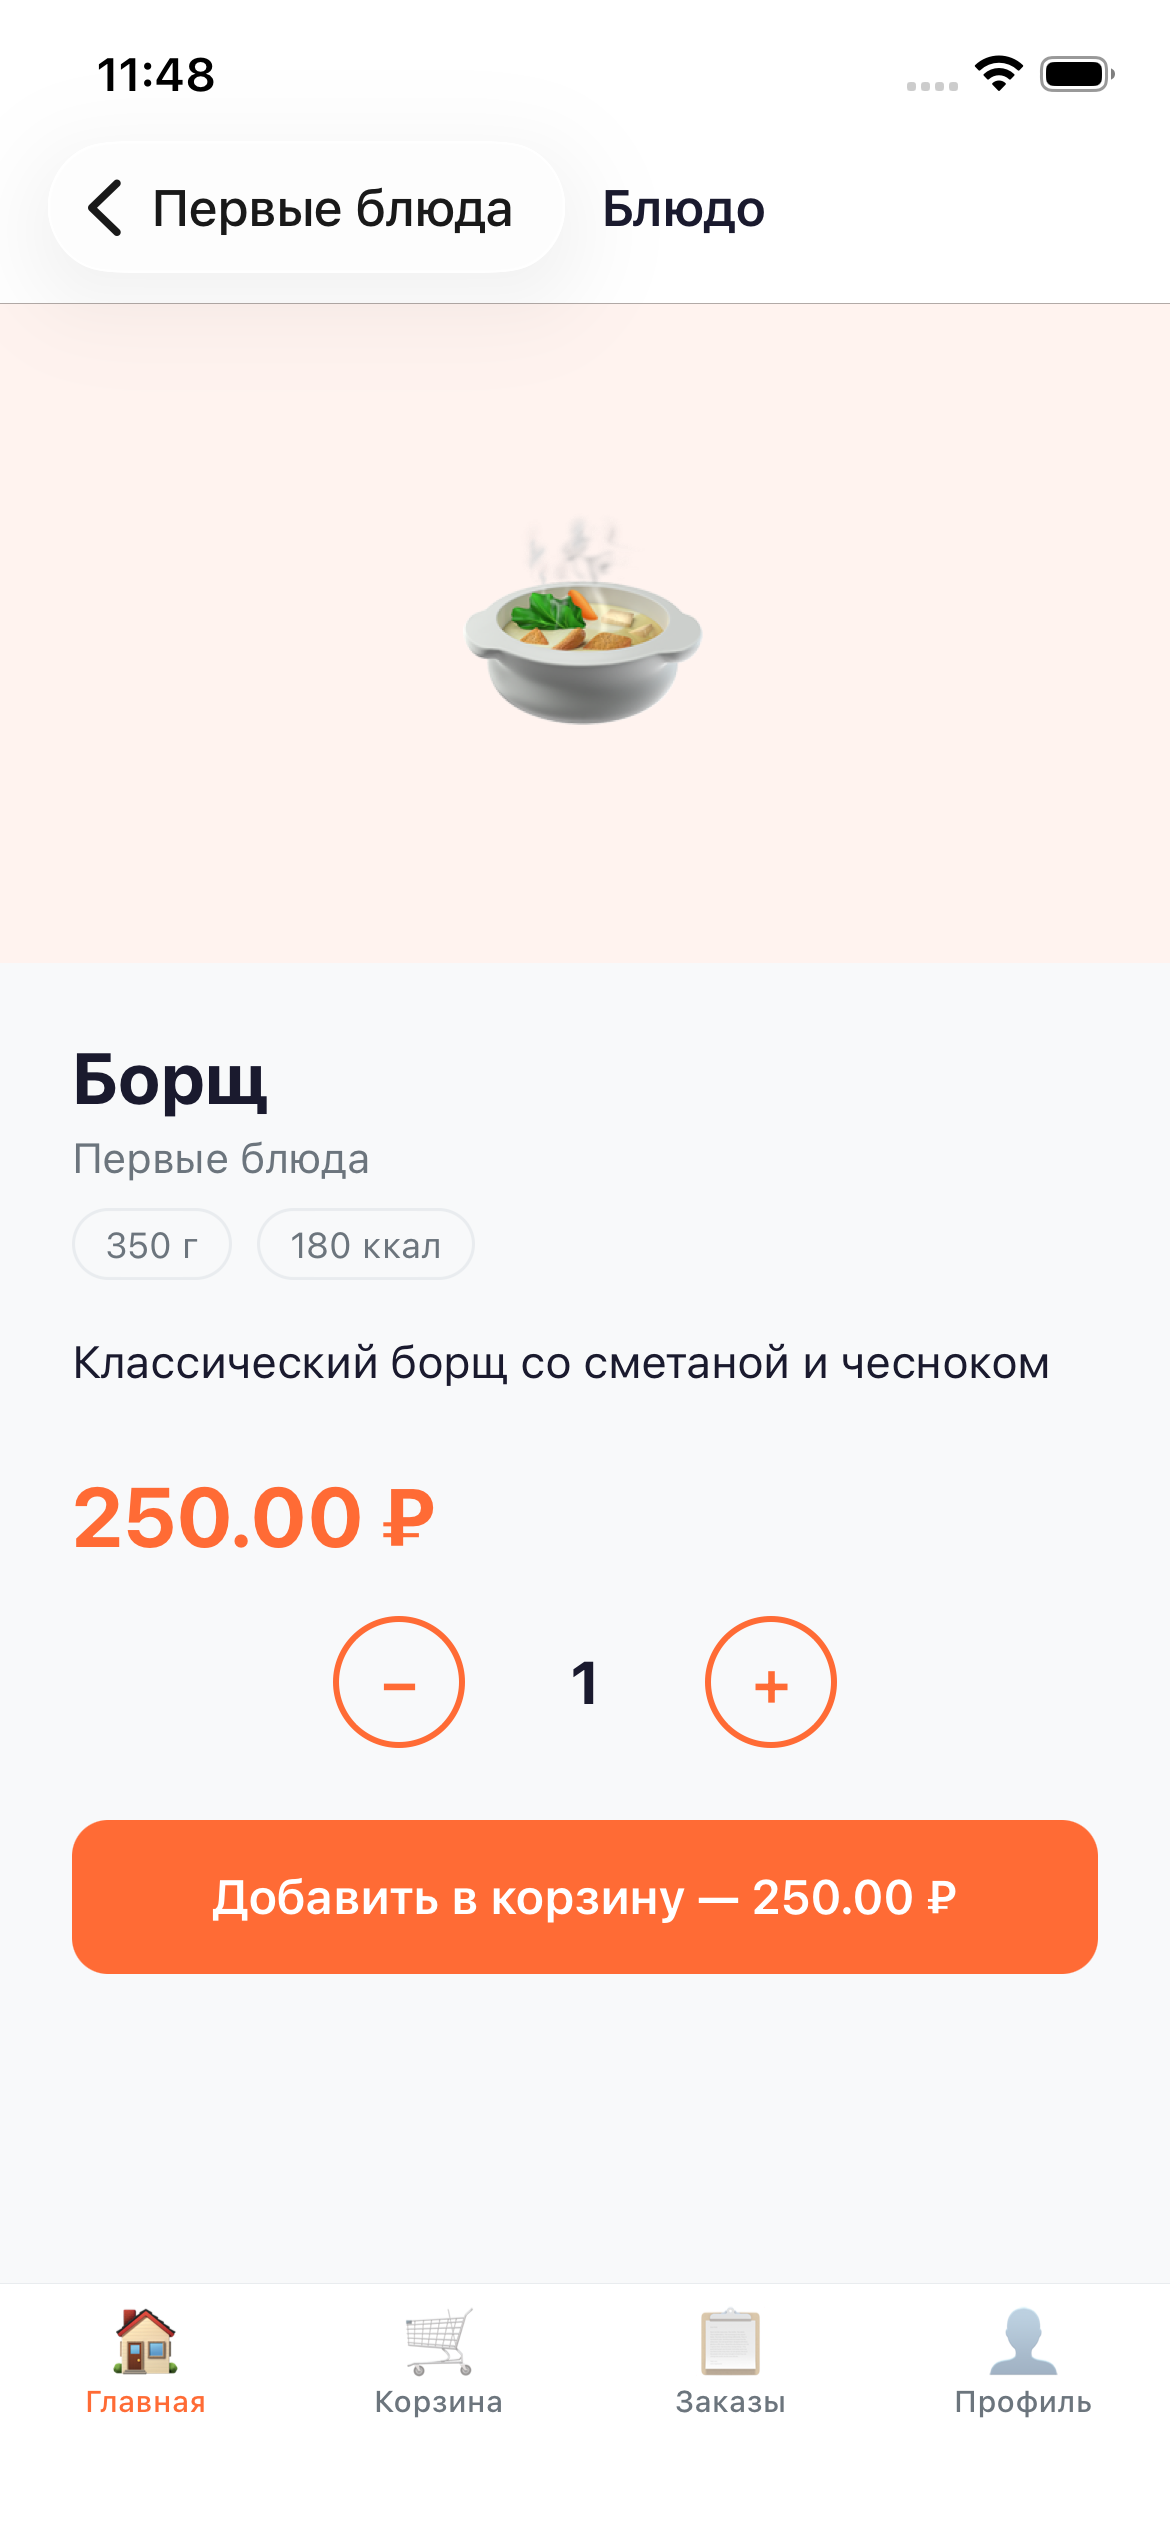 11:48
Первые блюда
Блюдо
Борщ
Первые блюда
350 г
180 ккал
Классический борщ со сметаной и чесноком
250.00 ₽
− 1 +
Добавить в корзину — 250.00 ₽
Главная
Корзина
Заказы
Профиль